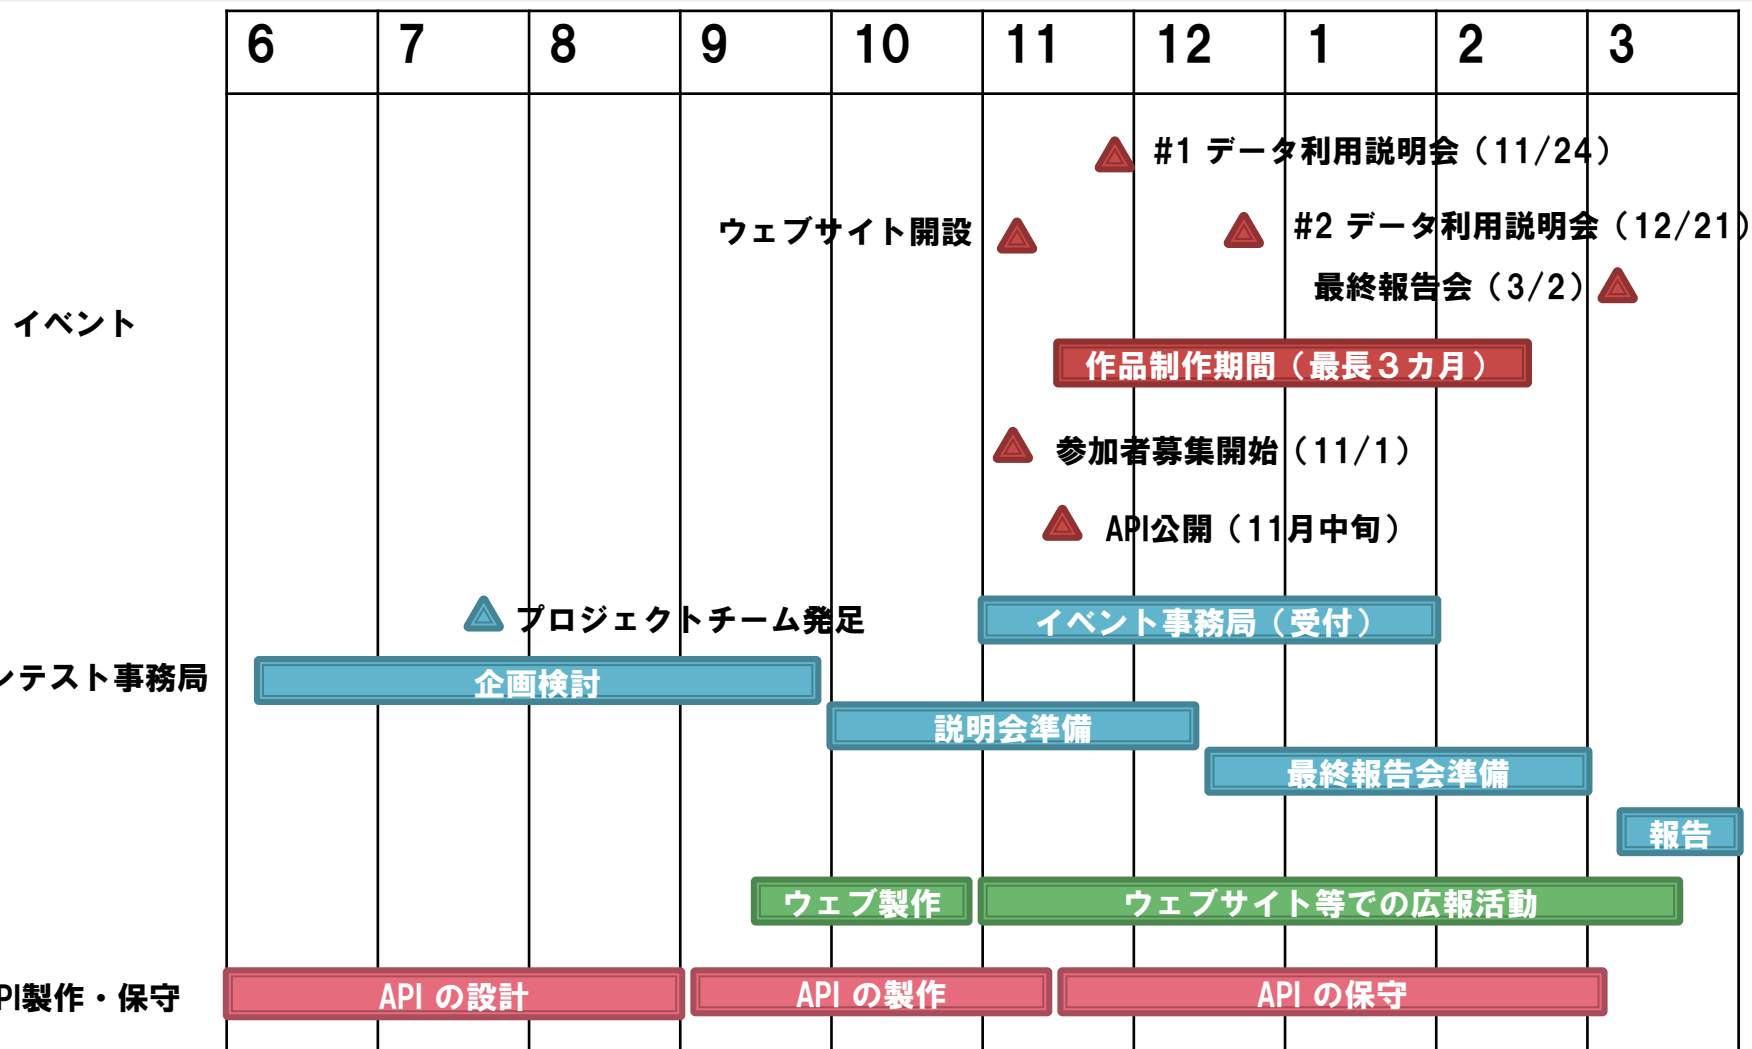 6 7 8 9 10 11 12 1 2 3
#1 データ利用説明会（11/24）
ウェブサイト開設
#2 データ利用説明会（12/21）
最終報告会（3/2）
イベント
作品制作期間（最長３カ月）
参加者募集開始（11/1）
API公開（11月中旬）
プロジェクトチーム発足
イベント事務局（受付）
ンテスト事務局
企画検討
説明会準備
最終報告会準備
報告
ウェブ製作
ウェブサイト等での広報活動
PI製作・保守
API の設計
API の製作
API の保守